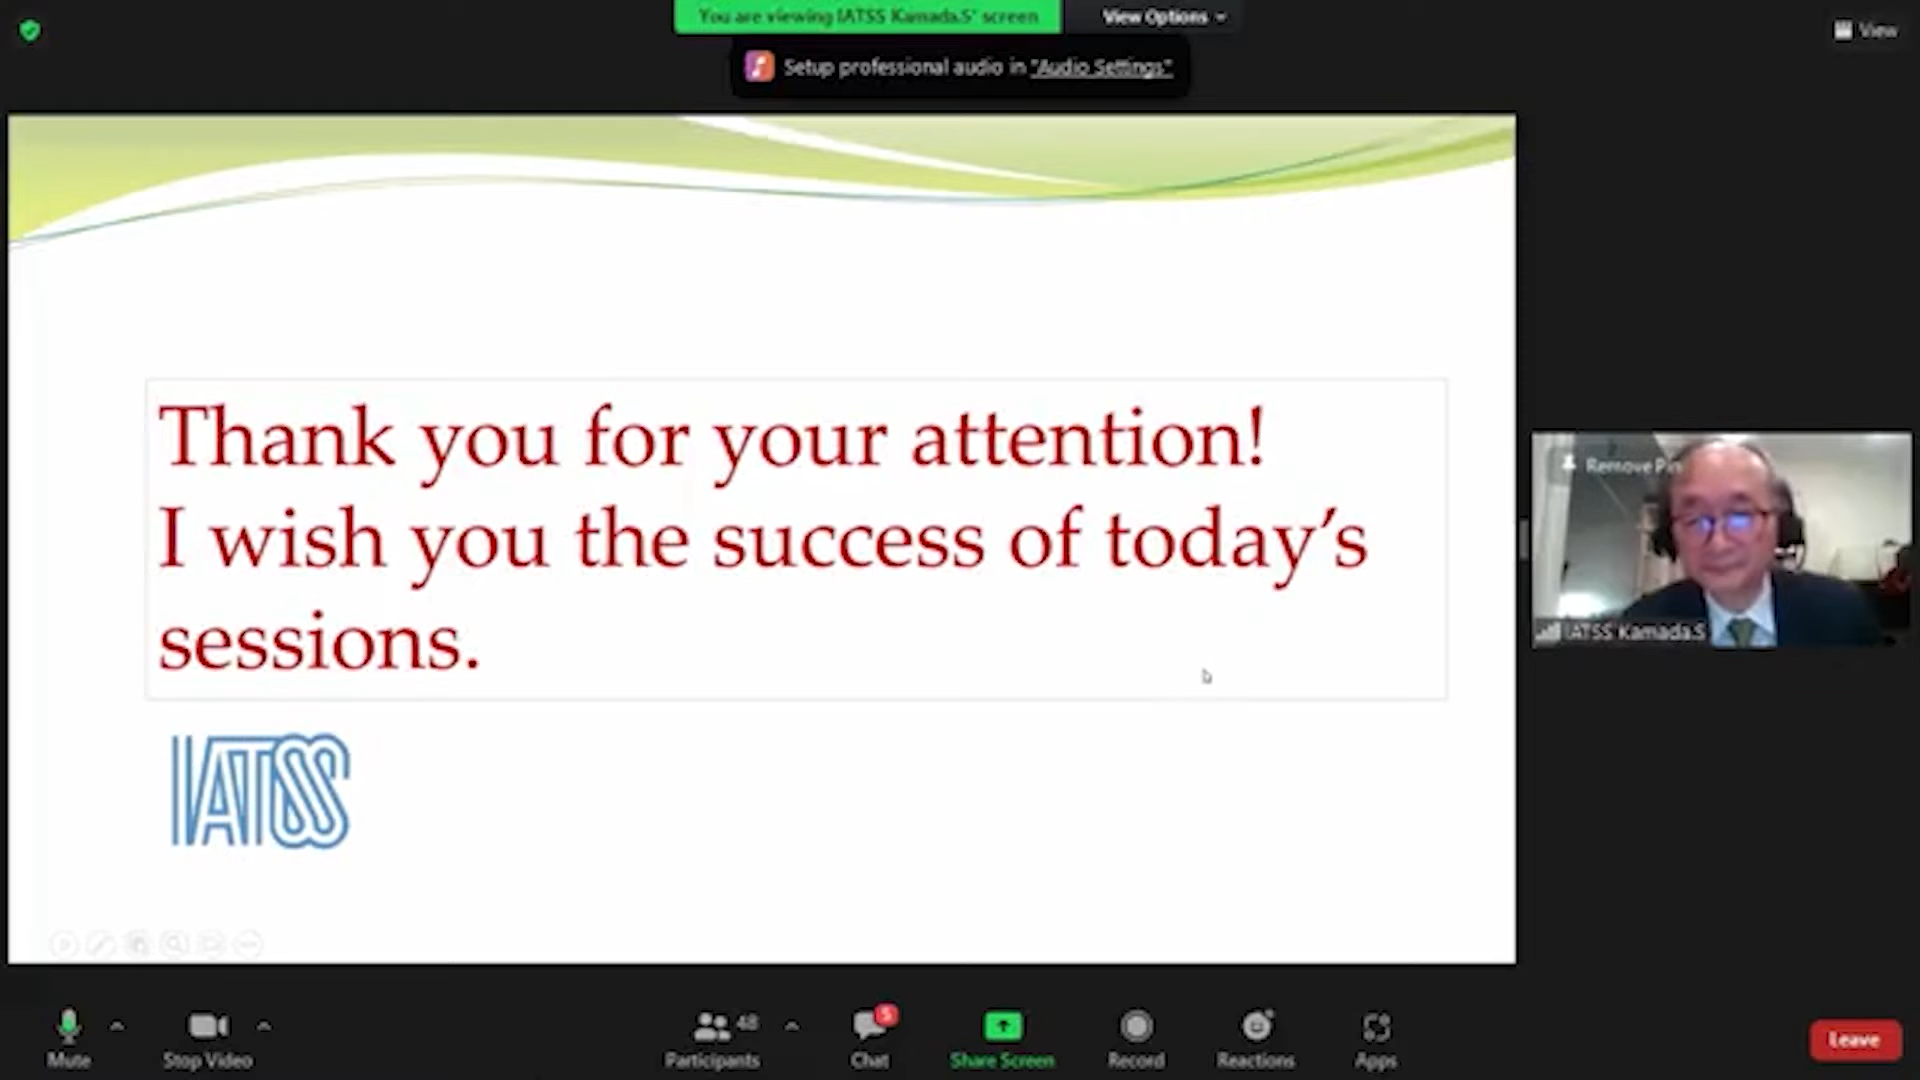 You are viewing IATSS Kamada.S' screen
View Options
View
Setup professional audio in "Audio Settings"
Thank you for your attention!
I wish you the success of today’s
sessions.
IATSS
Remove Pin
IATSS Kamada.S
Mute
Stop Video
48
Participants
5
Chat
Share Screen
Record
Reactions
Apps
Leave